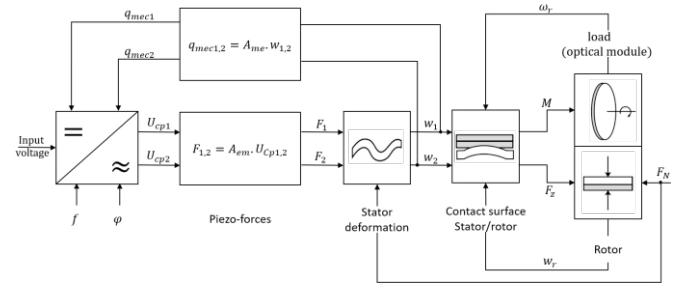 q_mec1
q_mec2
q_mec1,2 = A_me.w_1,2
ω_r
load
(optical module)
Input
voltage
=
≈
U_cp1
U_cp2
F_1,2 = A_em.U_Cp1,2
F_1
F_2
w_1
w_2
M
F_z
F_N
f
φ
Piezo-forces
Stator
deformation
Contact surface
Stator/rotor
Rotor
w_r